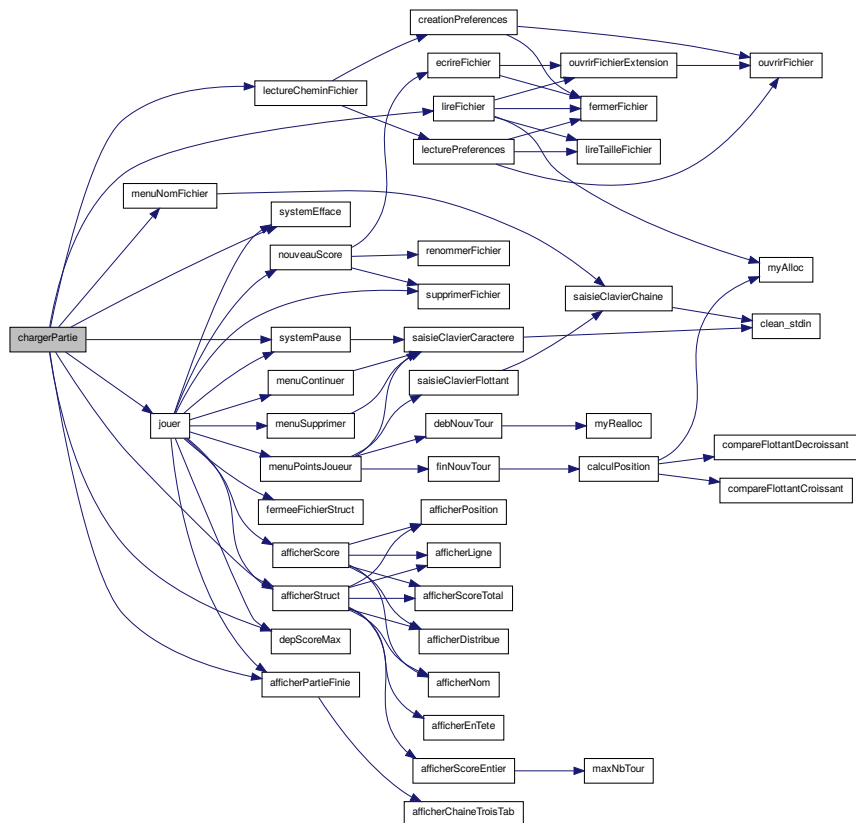 creationPreferences
ecrireFichier
ouvrirFichierExtension
ouvrirFichier
lectureCheminFichier
lireFichier
fermerFichier
lecturePreferences
lireTailleFichier
menuNomFichier
systemEfface
nouveauScore
renommerFichier
myAlloc
supprimerFichier
saisieClavierChaine
clean_stdin
chargerPartie
systemPause
saisieClavierCaractere
menuContinuer
saisieClavierFlottant
jouer
menuSupprimer
debNouvTour
myRealloc
compareFlottantDecroissant
menuPointsJoueur
finNouvTour
calculPosition
compareFlottantCroissant
fermeeFichierStruct
afficherPosition
afficherScore
afficherLigne
afficherStruct
afficherScoreTotal
depScoreMax
afficherDistribue
afficherPartieFinie
afficherNom
afficherEnTete
afficherScoreEntier
maxNbTour
afficherChaineTroisTab